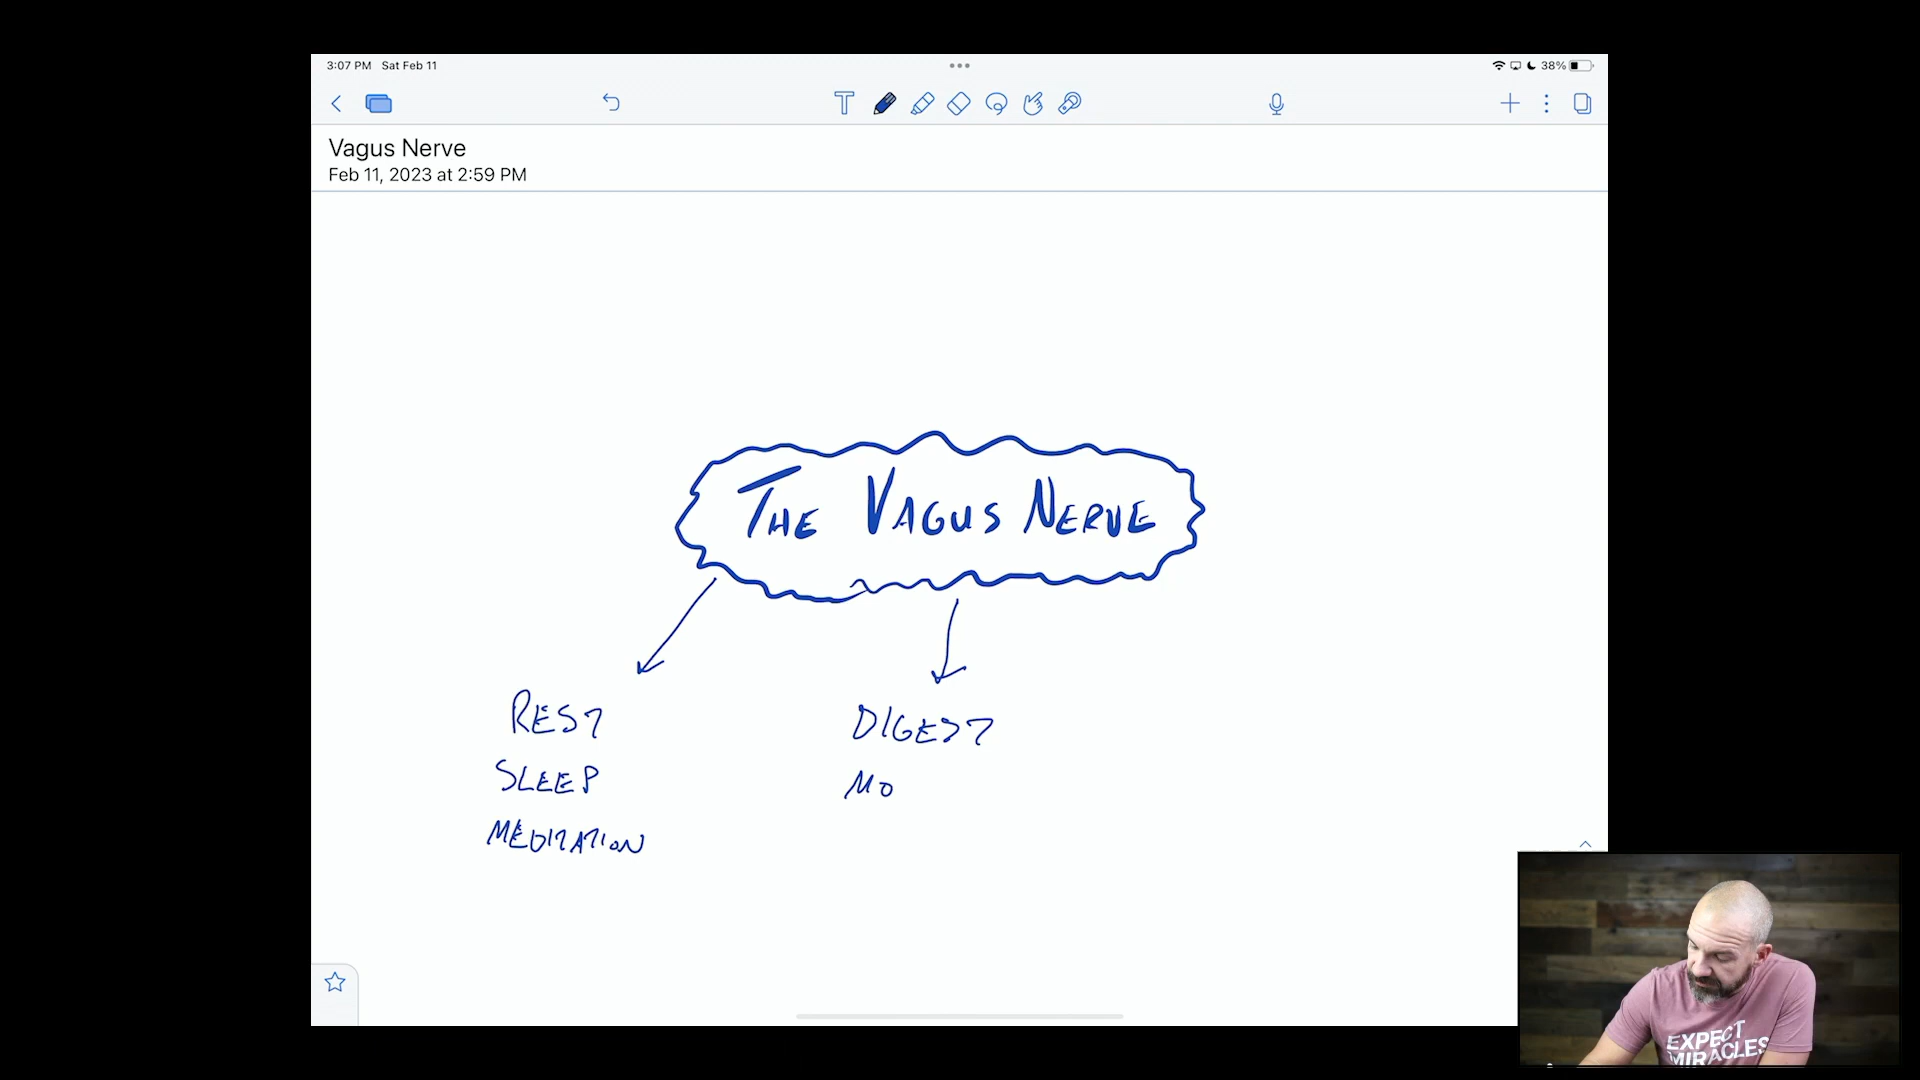 3:07 PM Sat Feb 11
38%
T
Vagus Nerve
Feb 11, 2023 at 2:59 PM
THE VAGUS NERVE
REST
DIGEST
SLEEP
MO
MEDITATION
EXPECT
MIRACLES